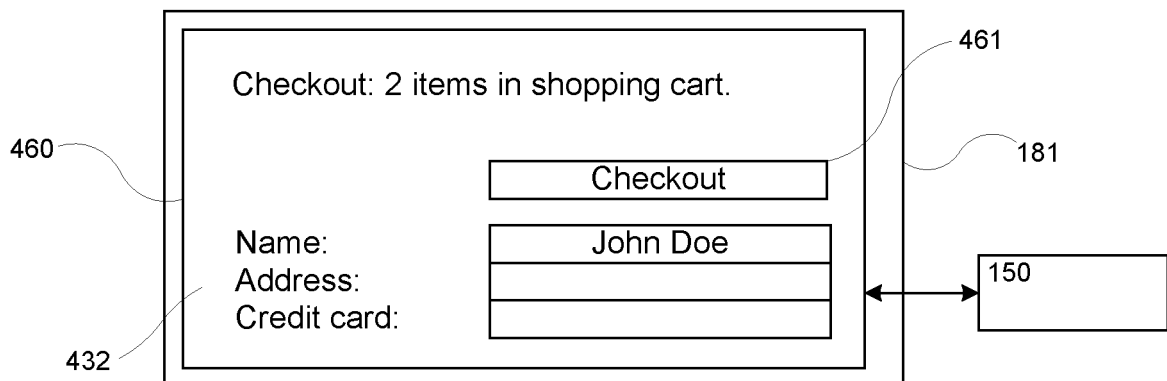 461
Checkout: 2 items in shopping cart.
460
181
Checkout
Name: John Doe
150
Address:
Credit card:
432